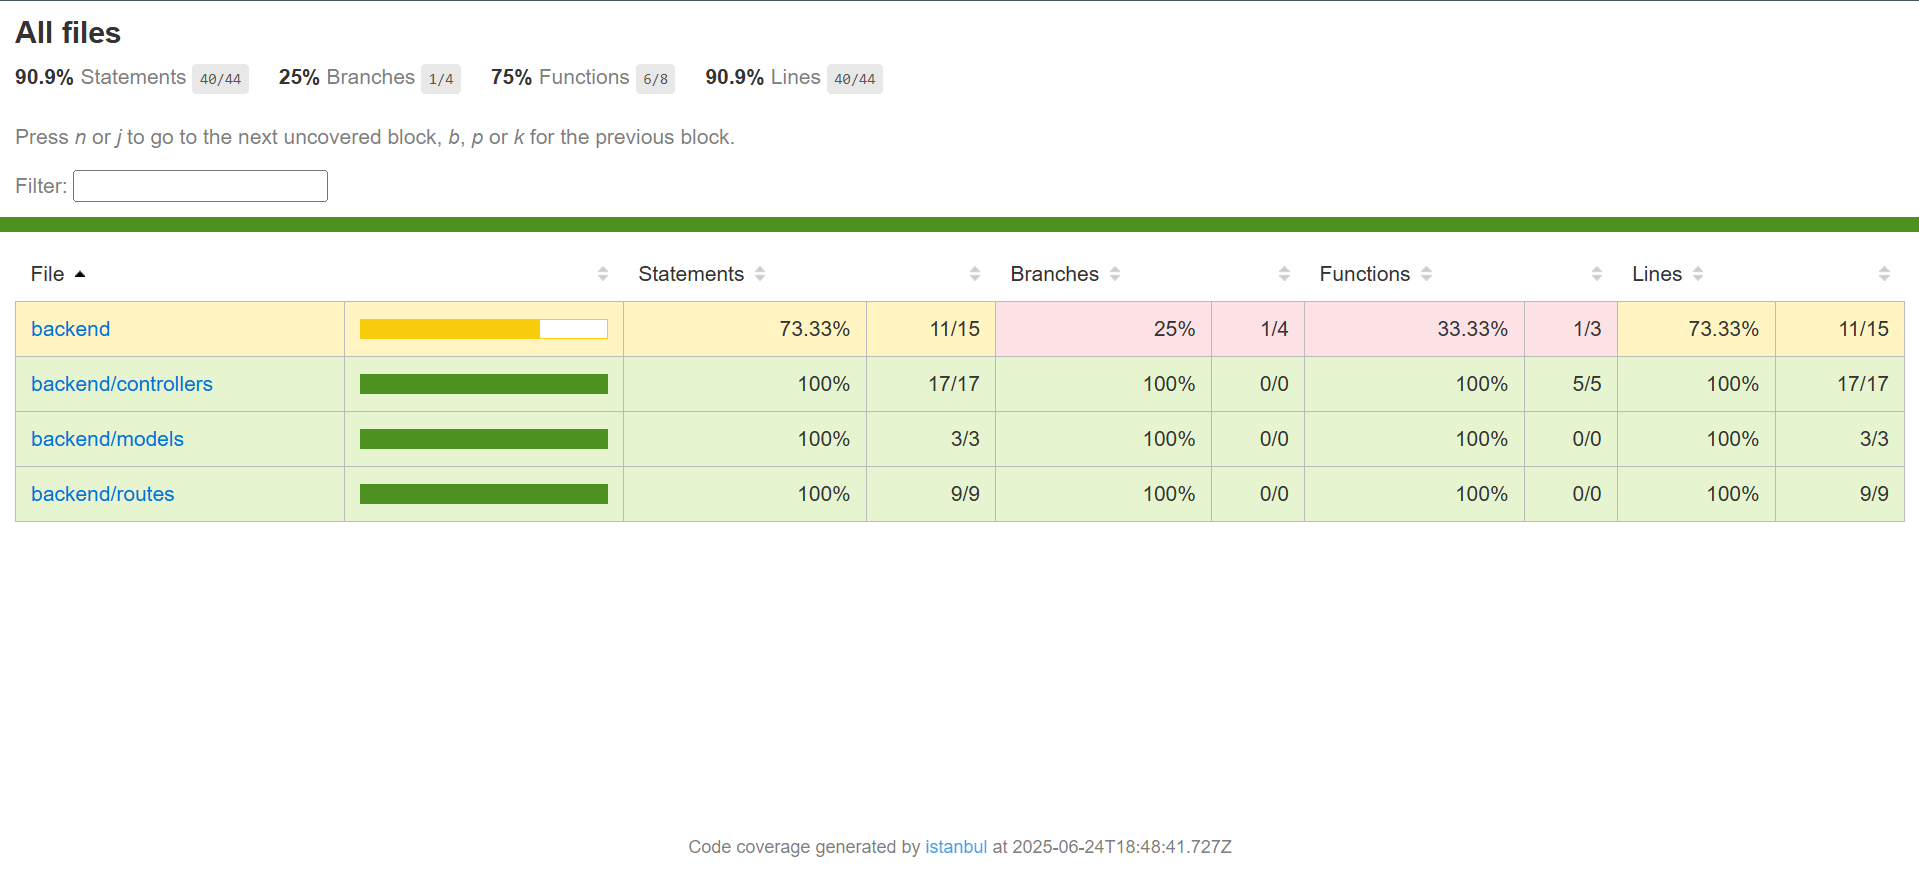 All files
90.9% Statements 40/44 25% Branches 1/4 75% Functions 6/8 90.9% Lines 40/44
Press n or j to go to the next uncovered block, b, p or k for the previous block.
Filter:
File Statements Branches Functions Lines
backend 73.33% 11/15 25% 1/4 33.33% 1/3 73.33% 11/15
backend/controllers 100% 17/17 100% 0/0 100% 5/5 100% 17/17
backend/models 100% 3/3 100% 0/0 100% 0/0 100% 3/3
backend/routes 100% 9/9 100% 0/0 100% 0/0 100% 9/9
Code coverage generated by istanbul at 2025-06-24T18:48:41.727Z